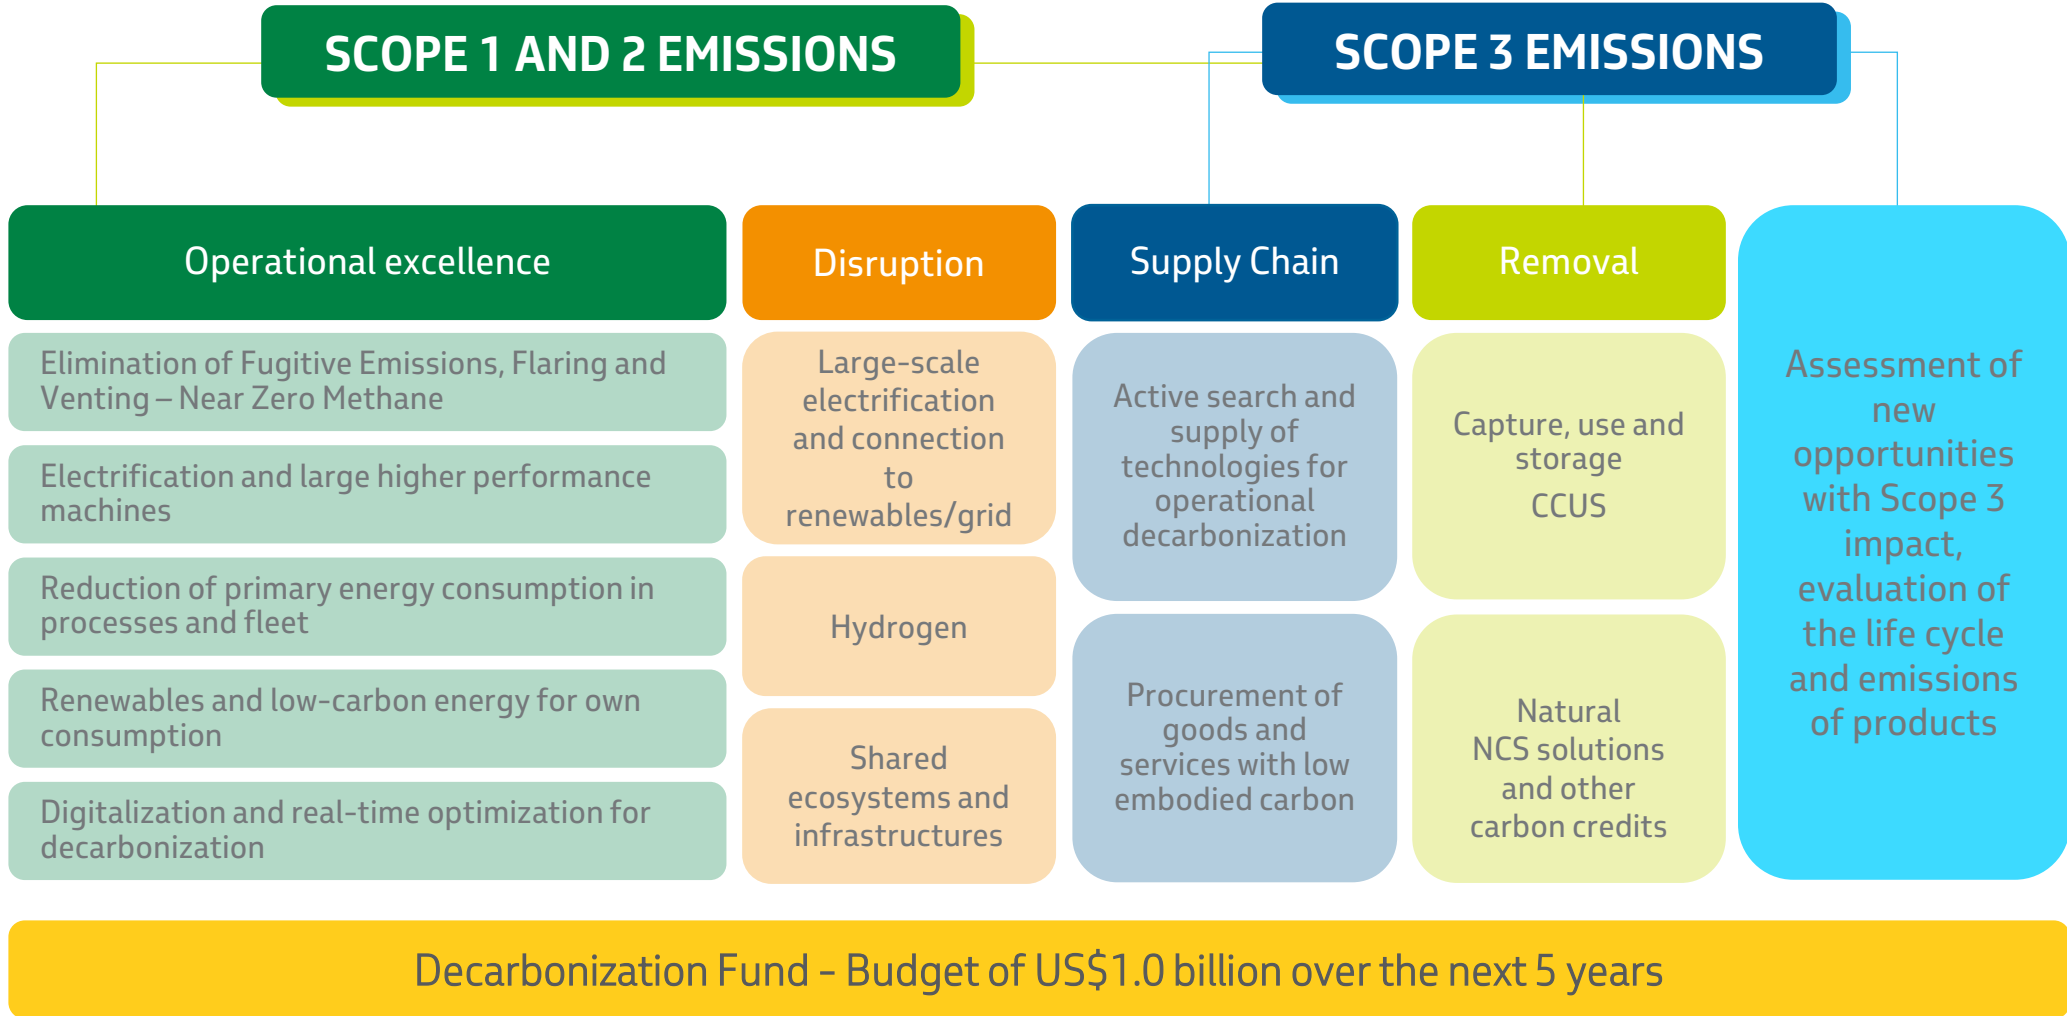 SCOPE 1 AND 2 EMISSIONS
SCOPE 3 EMISSIONS
Operational excellence
Elimination of Fugitive Emissions, Flaring and
Venting – Near Zero Methane
Electrification and large higher performance
machines
Reduction of primary energy consumption in
processes and fleet
Renewables and low-carbon energy for own
consumption
Digitalization and real-time optimization for
decarbonization
Disruption
Large-scale
electrification
and connection
to
renewables/grid
Hydrogen
Shared
ecosystems and
infrastructures
Supply Chain
Active search and
supply of
technologies for
operational
decarbonization
Procurement of
goods and
services with low
embodied carbon
Removal
Capture, use and
storage
CCUS
Natural
NCS solutions
and other
carbon credits
Assessment of
new
opportunities
with Scope 3
impact,
evaluation of
the life cycle
and emissions
of products
Decarbonization Fund - Budget of US$1.0 billion over the next 5 years